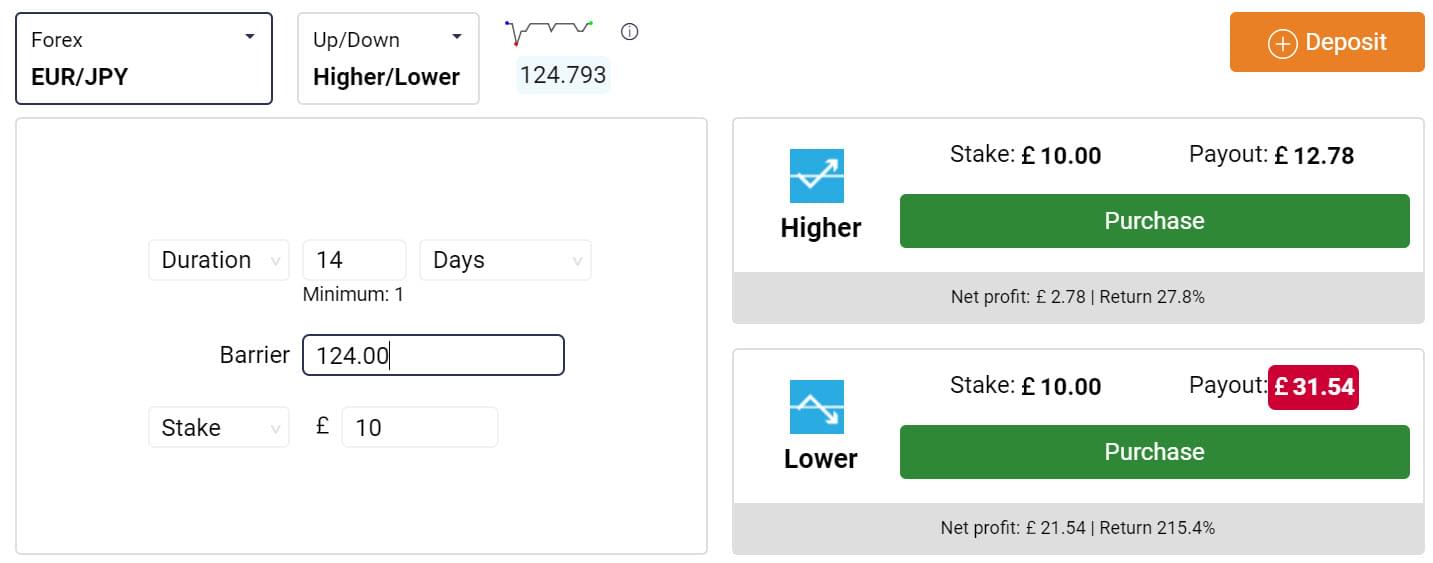 Forex
EUR/JPY
Up/Down
Higher/Lower
124.793
Deposit
Duration 14 Days
Minimum: 1
Barrier 124.00
Stake £ 10
Higher
Stake: £ 10.00 Payout: £ 12.78
Purchase
Net profit: £ 2.78 | Return 27.8%
Lower
Stake: £ 10.00 Payout: £ 31.54
Purchase
Net profit: £ 21.54 | Return 215.4%